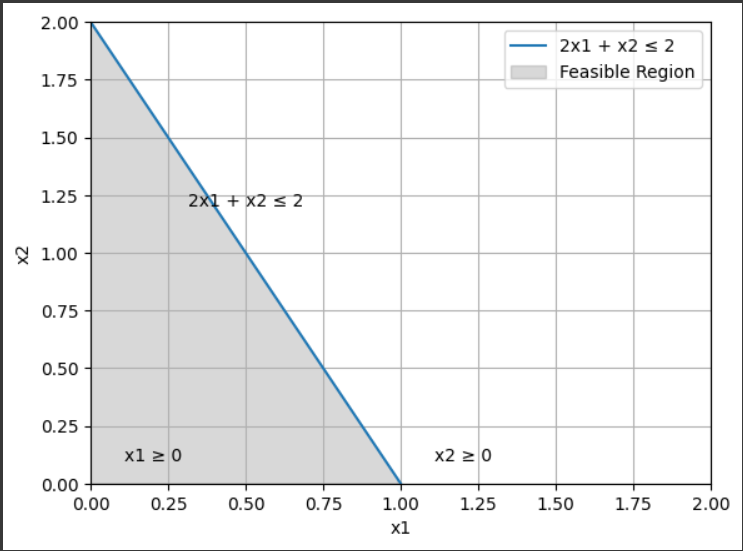 2.00
1.75
1.50
1.25
1.00
0.75
0.50
0.25
0.00
x2
2x1 + x2 ≤ 2
Feasible Region
2x1 + x2 ≤ 2
x1 ≥ 0
x2 ≥ 0
0.00 0.25 0.50 0.75 1.00 1.25 1.50 1.75 2.00
x1